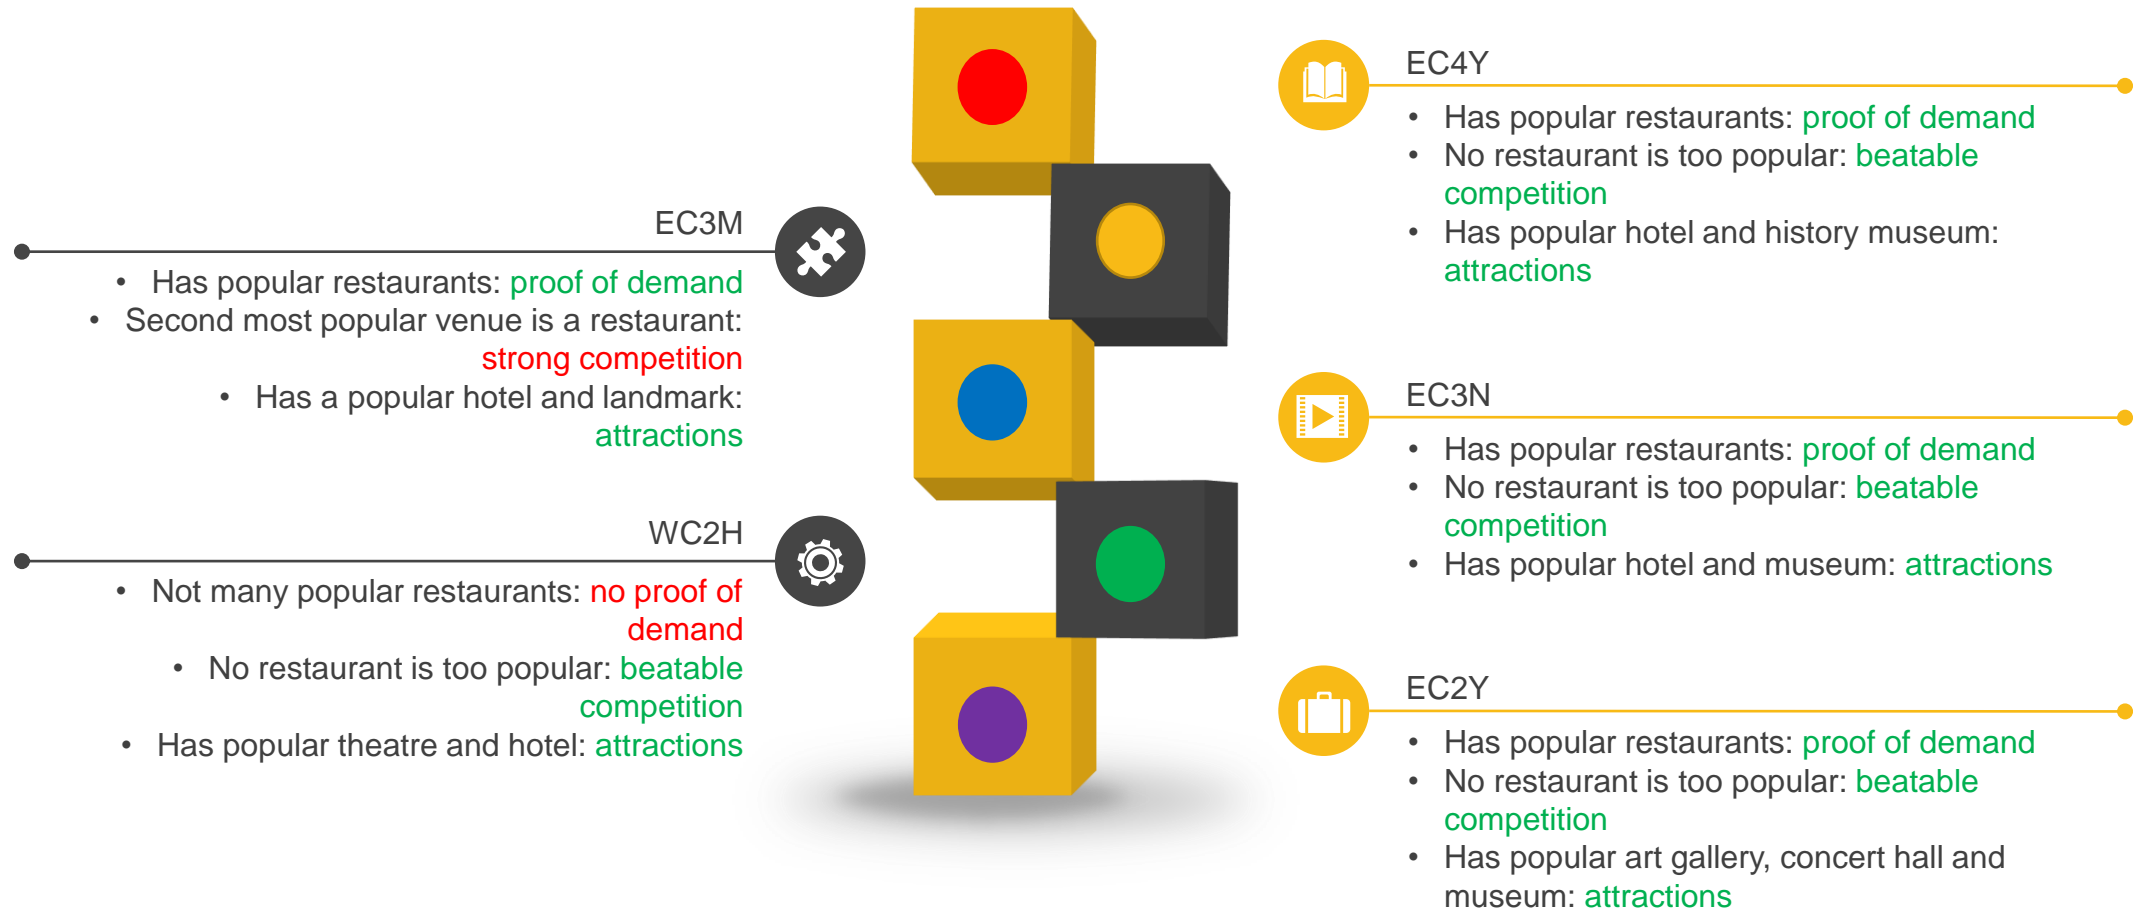 EC3M
• Has popular restaurants: proof of demand
• Second most popular venue is a restaurant:
strong competition
• Has a popular hotel and landmark:
attractions
WC2H
• Not many popular restaurants: no proof of
demand
• No restaurant is too popular: beatable
competition
• Has popular theatre and hotel: attractions
EC4Y
• Has popular restaurants: proof of demand
• No restaurant is too popular: beatable
competition
• Has popular hotel and history museum:
attractions
EC3N
• Has popular restaurants: proof of demand
• No restaurant is too popular: beatable
competition
• Has popular hotel and museum: attractions
EC2Y
• Has popular restaurants: proof of demand
• No restaurant is too popular: beatable
competition
• Has popular art gallery, concert hall and
museum: attractions